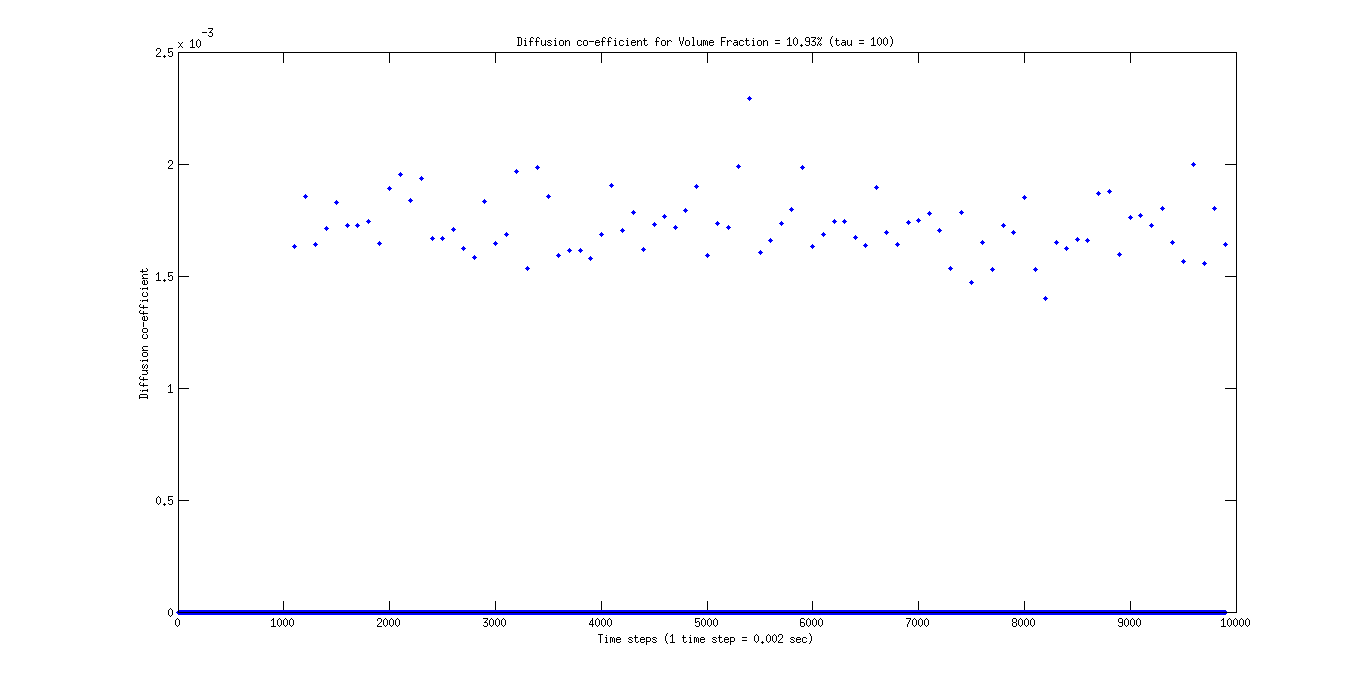 x 10^-3
Diffusion co-efficient for Volume Fraction = 10.93% (tau = 100)
2.5
2
1.5
1
0.5
0
Diffusion co-efficient
0 1000 2000 3000 4000 5000 6000 7000 8000 9000 10000
Time steps (1 time step = 0.002 sec)